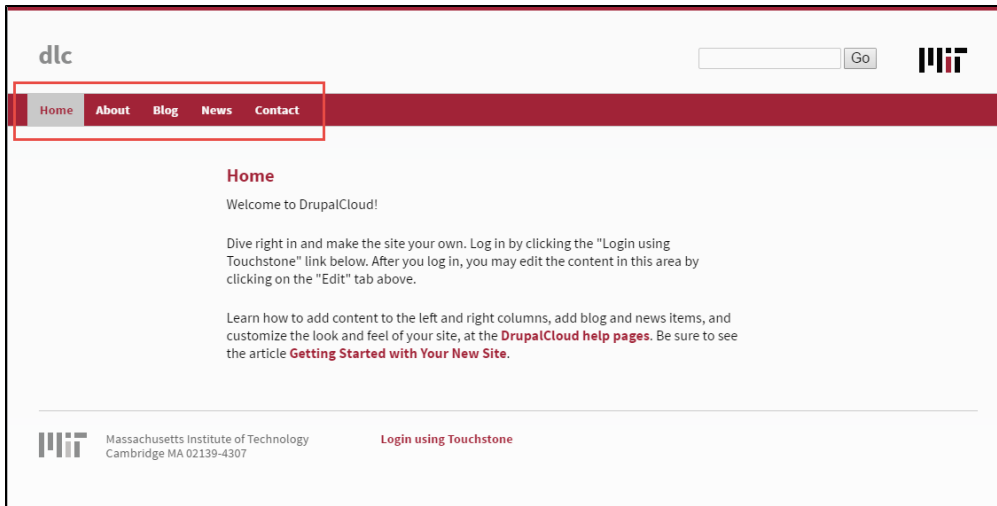 dlc
Go
MIT
Home About Blog News Contact
Home
Welcome to DrupalCloud!
Dive right in and make the site your own. Log in by clicking the "Login using
Touchstone" link below. After you log in, you may edit the content in this area by
clicking on the "Edit" tab above.
Learn how to add content to the left and right columns, add blog and news items, and
customize the look and feel of your site, at the DrupalCloud help pages. Be sure to see
the article Getting Started with Your New Site.
MIT
Massachusetts Institute of Technology
Cambridge MA 02139-4307
Login using Touchstone